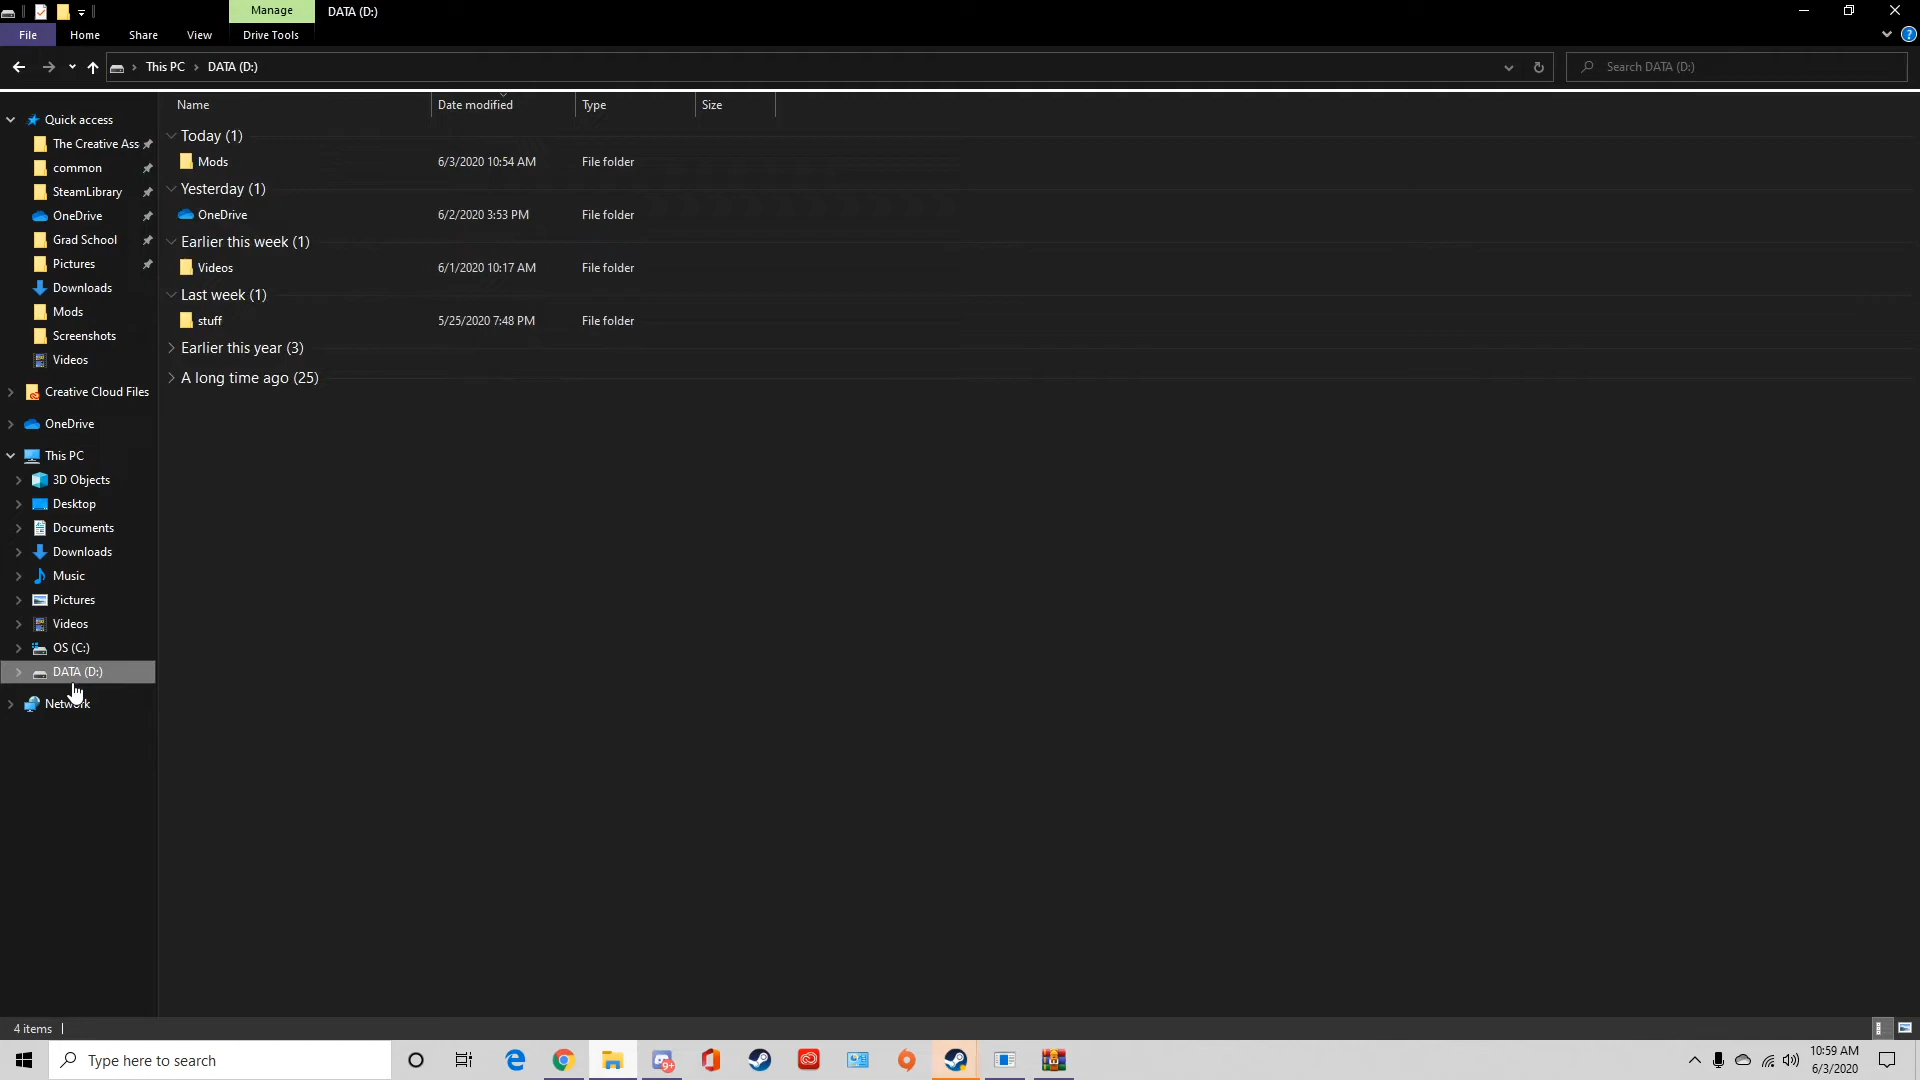 Manage
DATA (D:)
File
Home
Share
View
Drive Tools
This PC
DATA (D:)
Search DATA (D:)
Name
Date modified
Type
Size
Quick access
The Creative Ass
common
SteamLibrary
OneDrive
Grad School
Pictures
Downloads
Mods
Screenshots
Videos
Creative Cloud Files
OneDrive
This PC
3D Objects
Desktop
Documents
Downloads
Music
Pictures
Videos
OS (C:)
DATA (D:)
Network
Today (1)
Mods 6/3/2020 10:54 AM File folder
Yesterday (1)
OneDrive 6/2/2020 3:53 PM File folder
Earlier this week (1)
Videos 6/1/2020 10:17 AM File folder
Last week (1)
stuff 5/25/2020 7:48 PM File folder
Earlier this year (3)
A long time ago (25)
4 items
Type here to search
9+
10:59 AM
6/3/2020